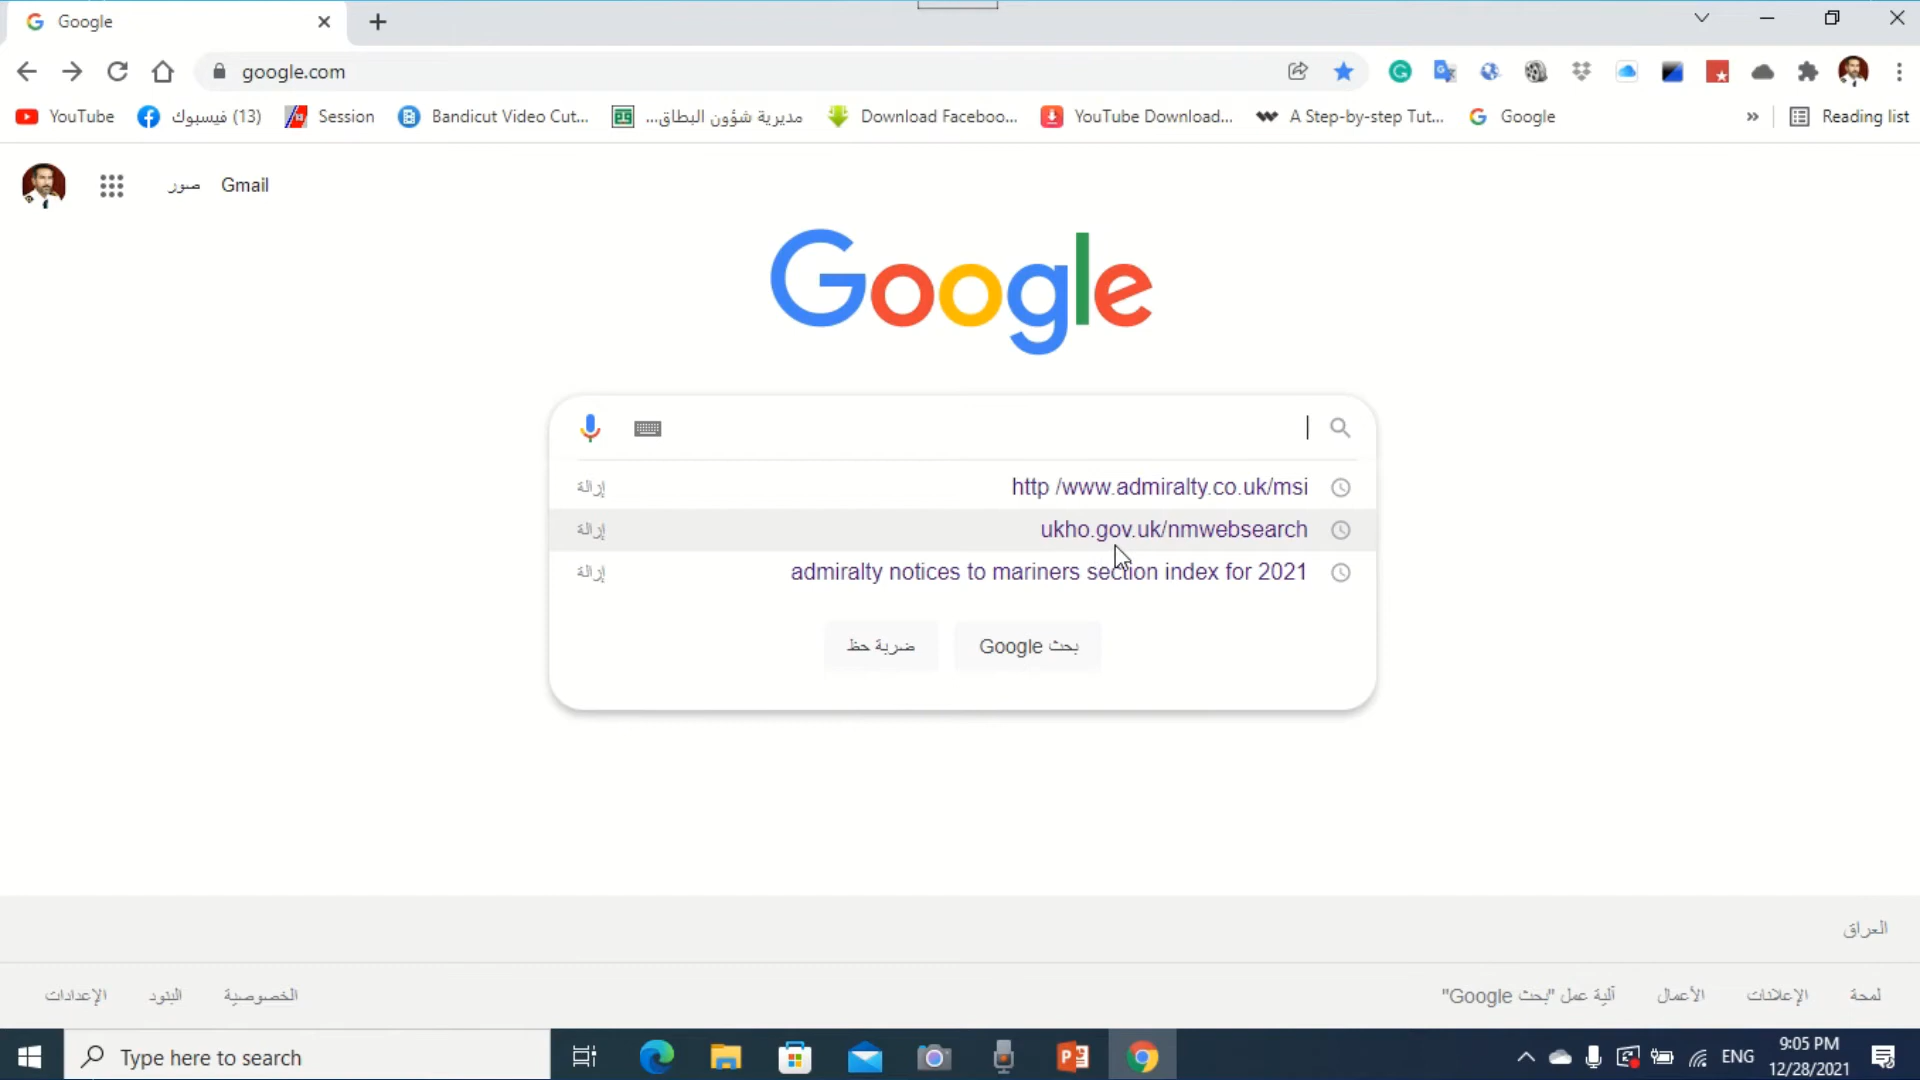 Google
google.com
YouTube
فيسبوك (13)
Session
Bandicut Video Cut...
مديرية شؤون البطاق...
Download Faceboo...
YouTube Download...
A Step-by-step Tut...
Google
»
Reading list
صور
Gmail
Google
http /www.admiralty.co.uk/msi
إزالة
ukho.gov.uk/nmwebsearch
إزالة
admiralty notices to mariners section index for 2021
إزالة
بحث Google
ضربة حظ
العراق
لمحة
الإعلانات
الأعمال
آلية عمل "بحث Google"
الخصوصية
البنود
الإعدادات
Type here to search
ENG
9:05 PM
12/28/2021